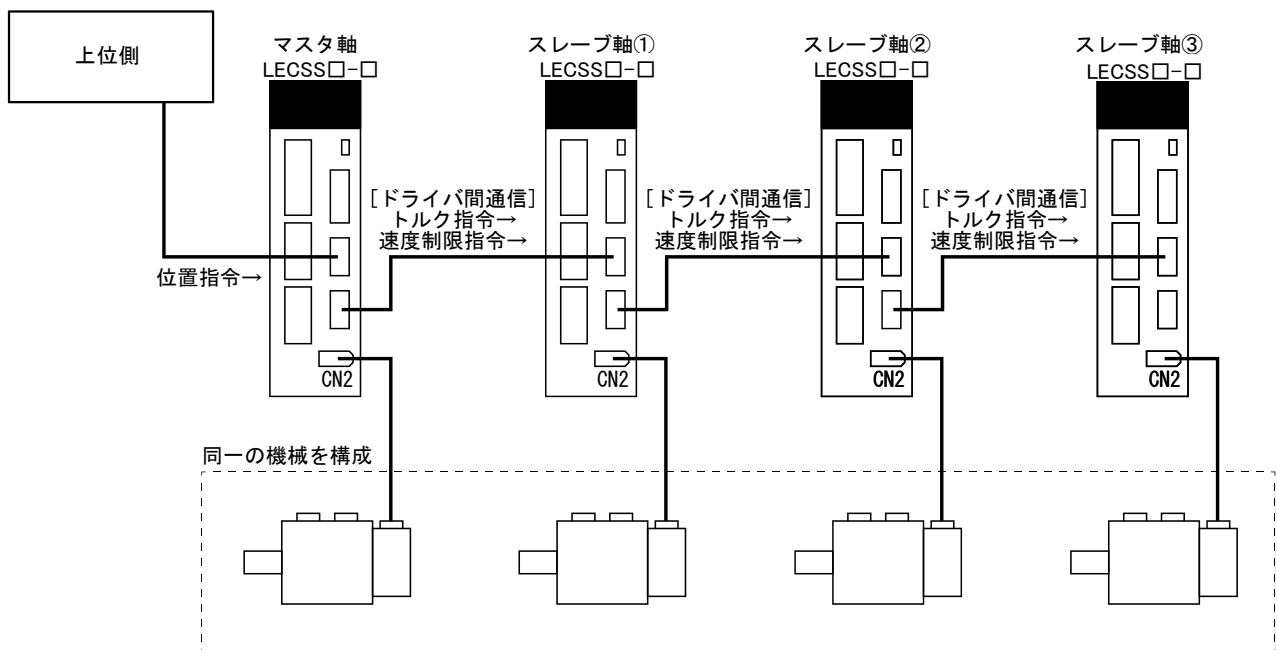 上位側
マスタ軸
LECSS□-□
スレーブ軸①
LECSS□-□
スレーブ軸②
LECSS□-□
スレーブ軸③
LECSS□-□
[ドライバ間通信]
トルク指令→
速度制限指令→
[ドライバ間通信]
トルク指令→
速度制限指令→
[ドライバ間通信]
トルク指令→
速度制限指令→
位置指令→
CN2
CN2
CN2
CN2
同一の機械を構成